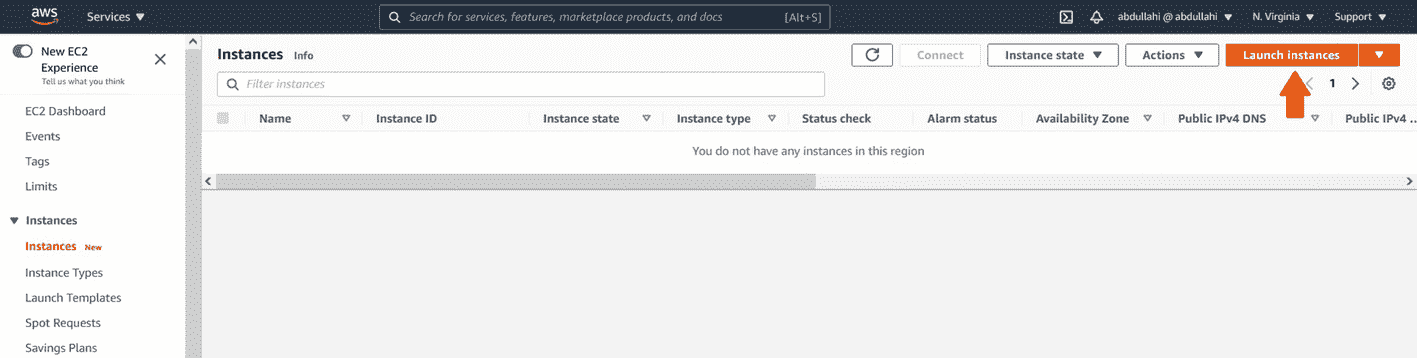 aws Services Search for services, features, marketplace products, and docs [Alt+S] abdullahi @ abdullahi N. Virginia Support
New EC2
Experience
Tell us what you think
EC2 Dashboard
Events
Tags
Limits
Instances
Instances New
Instance Types
Launch Templates
Spot Requests
Savings Plans
Instances Info Connect Instance state Actions Launch instances
Filter instances 1
Name Instance ID Instance state Instance type Status check Alarm status Availability Zone Public IPv4 DNS Public IPv4 ...
You do not have any instances in this region